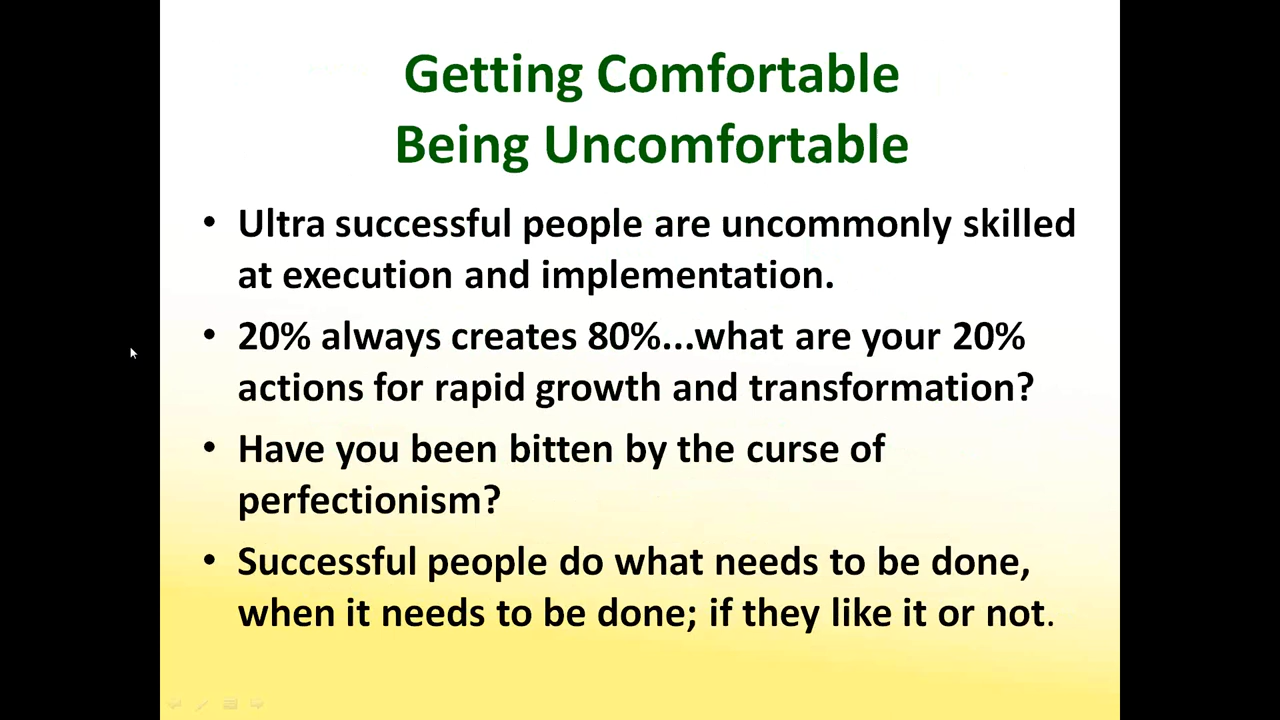 Getting Comfortable
Being Uncomfortable
• Ultra successful people are uncommonly skilled
at execution and implementation.
• 20% always creates 80%...what are your 20%
actions for rapid growth and transformation?
• Have you been bitten by the curse of
perfectionism?
• Successful people do what needs to be done,
when it needs to be done; if they like it or not.